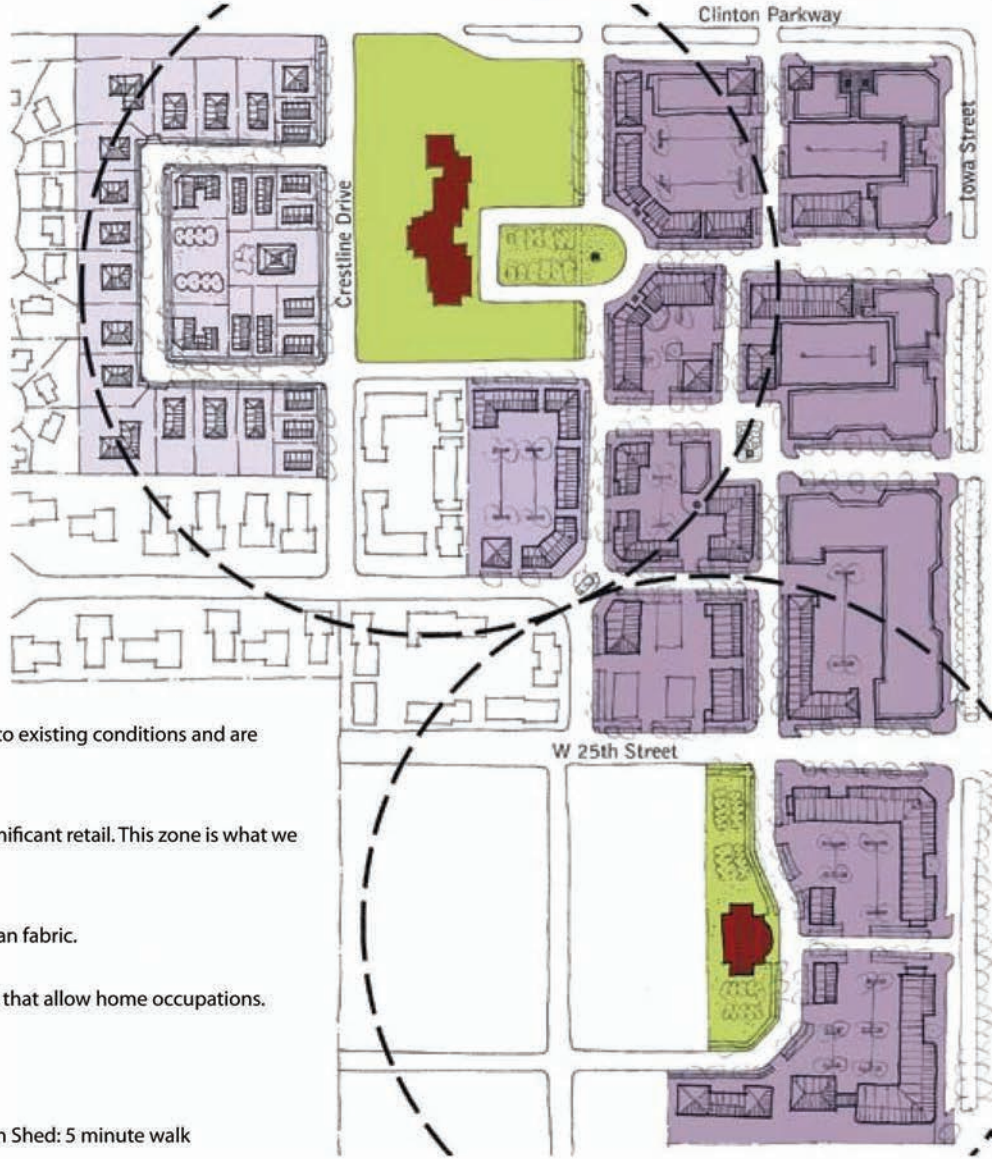 Clinton Parkway
Iowa Street
Crestline Drive
to existing conditions and are
W 25th Street
nificant retail. This zone is what we
an fabric.
that allow home occupations.
n Shed: 5 minute walk